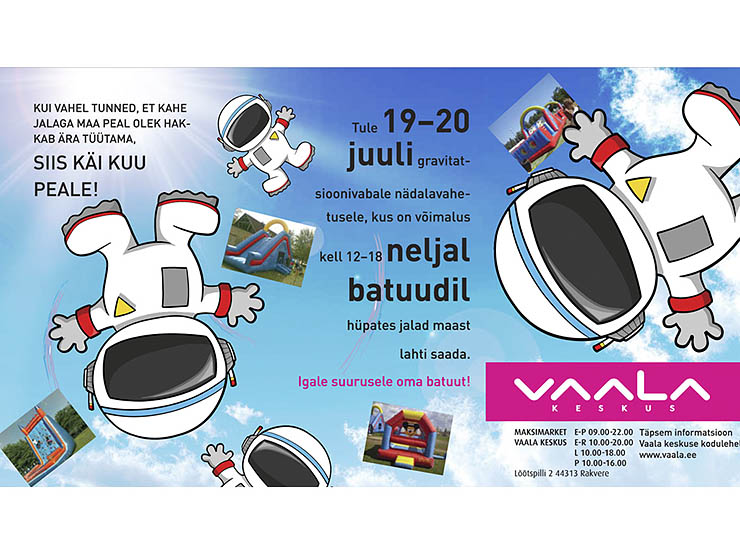 KUI VAHEL TUNNED, ET KAHE
JALAGA MAA PEAL OLEK HAK-
KAB ÄRA TÜÜTAMA,
SIIS KÄI KUU
PEALE!
Tule 19–20
juuli gravitat-
sioonivabale nädalavahe-
tusele, kus on võimalus
kell 12–18 neljal
batuudil
hüpates jalad maast
lahti saada.
Igale suurusele oma batuut!
VAALA
KESKUS
MAKSIMARKET E-P 09.00-22.00
VAALA KESKUS E-R 10.00-20.00
L 10.00-18.00
P 10.00-16.00
Lõõtspilli 2 44313 Rakvere
Täpsem informatsioon
Vaala keskuse kodulehel
www.vaala.ee